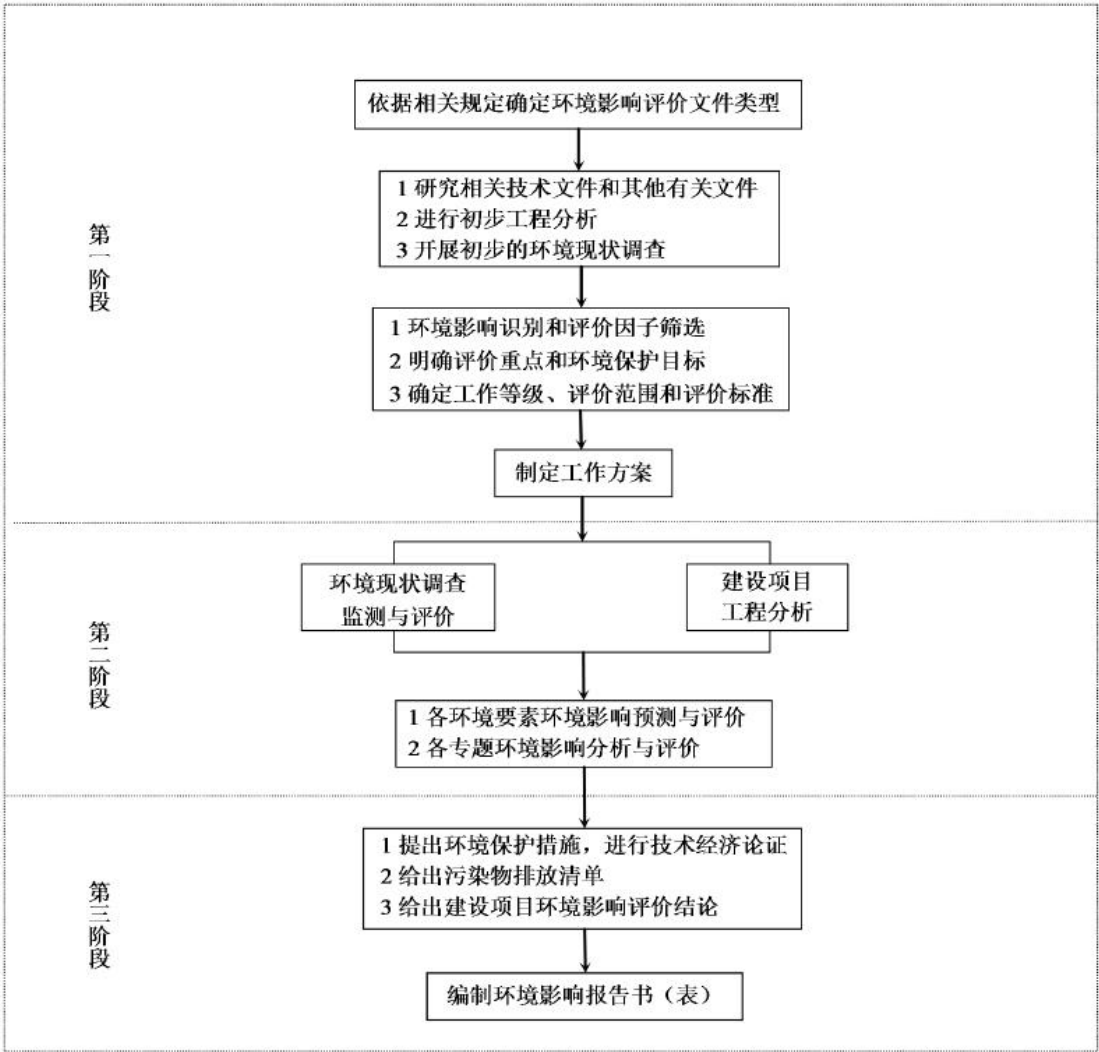 依据相关规定确定环境影响评价文件类型
1 研究相关技术文件和其他有关文件
2 进行初步工程分析
3 开展初步的环境现状调查
第一阶段
1 环境影响识别和评价因子筛选
2 明确评价重点和环境保护目标
3 确定工作等级、评价范围和评价标准
制定工作方案
环境现状调查
监测与评价
建设项目
工程分析
第二阶段
1 各环境要素环境影响预测与评价
2 各专题环境影响分析与评价
1 提出环境保护措施，进行技术经济论证
2 给出污染物排放清单
3 给出建设项目环境影响评价结论
第三阶段
编制环境影响报告书（表）